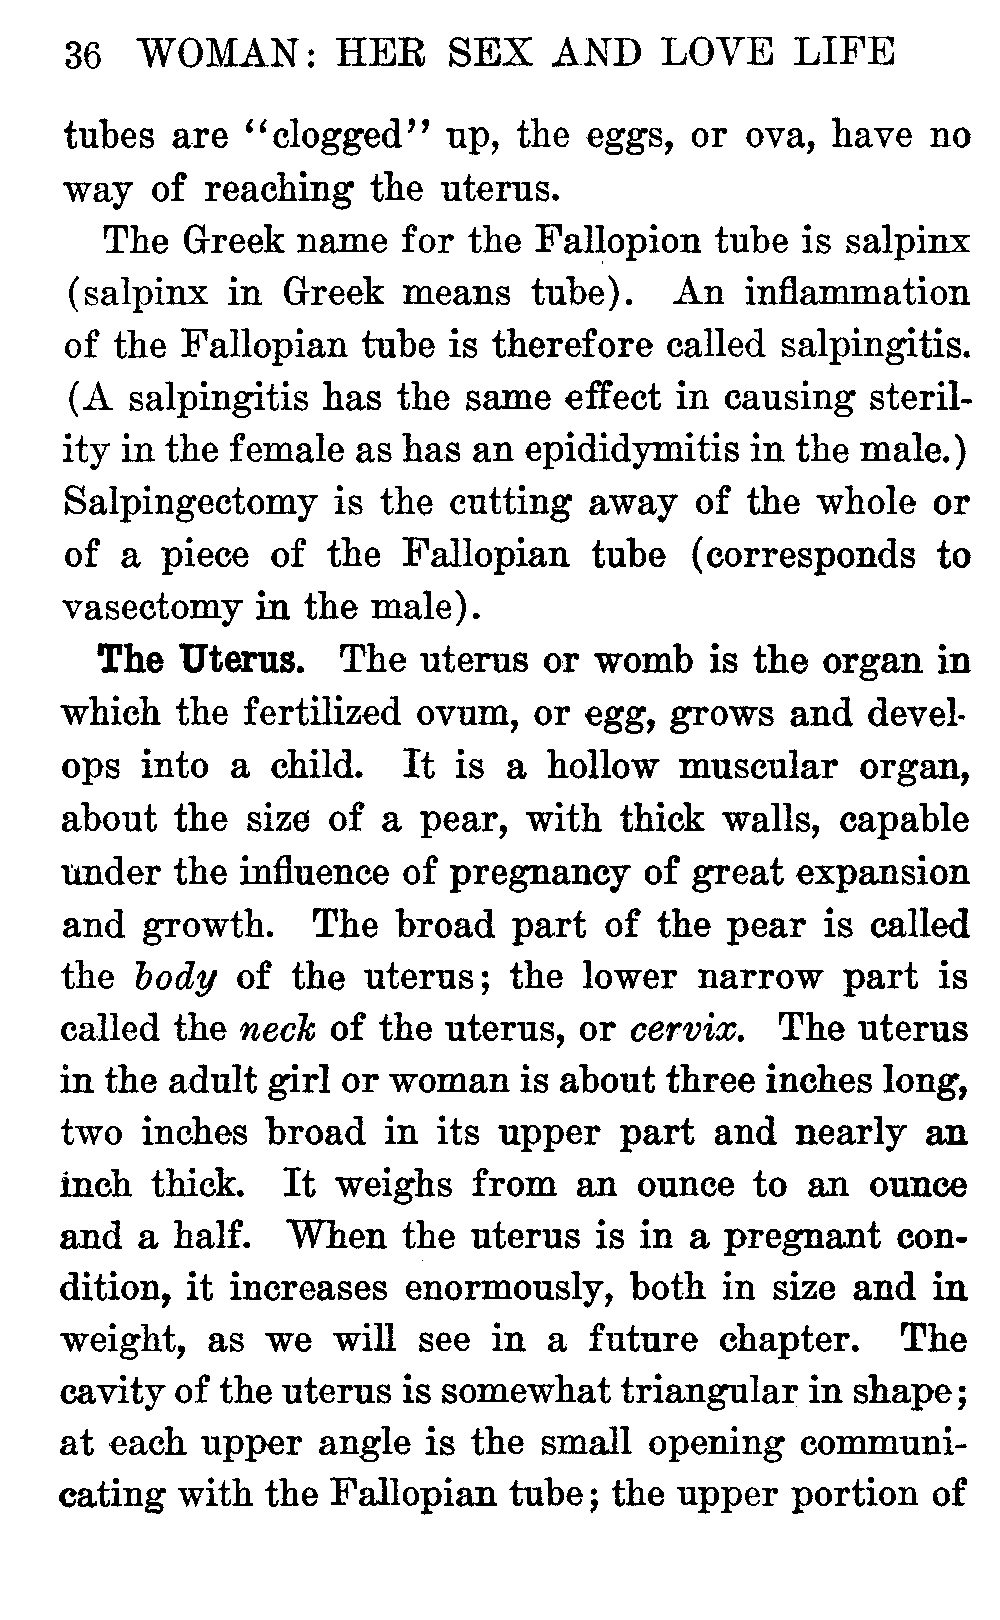 36 WOMAN: HER SEX AND LOVE LIFE
tubes are "clogged" up, the eggs, or ova, have no
way of reaching the uterus.
The Greek name for the Fallopion tube is salpinx
(salpinx in Greek means tube). An inflammation
of the Fallopian tube is therefore called salpingitis.
(A salpingitis has the same effect in causing steril-
ity in the female as has an epididymitis in the male.)
Salpingectomy is the cutting away of the whole or
of a piece of the Fallopian tube (corresponds to
vasectomy in the male).
The Uterus. The uterus or womb is the organ in
which the fertilized ovum, or egg, grows and devel-
ops into a child. It is a hollow muscular organ,
about the size of a pear, with thick walls, capable
under the influence of pregnancy of great expansion
and growth. The broad part of the pear is called
the body of the uterus; the lower narrow part is
called the neck of the uterus, or cervix. The uterus
in the adult girl or woman is about three inches long,
two inches broad in its upper part and nearly an
inch thick. It weighs from an ounce to an ounce
and a half. When the uterus is in a pregnant con-
dition, it increases enormously, both in size and in
weight, as we will see in a future chapter. The
cavity of the uterus is somewhat triangular in shape;
at each upper angle is the small opening communi-
cating with the Fallopian tube; the upper portion of